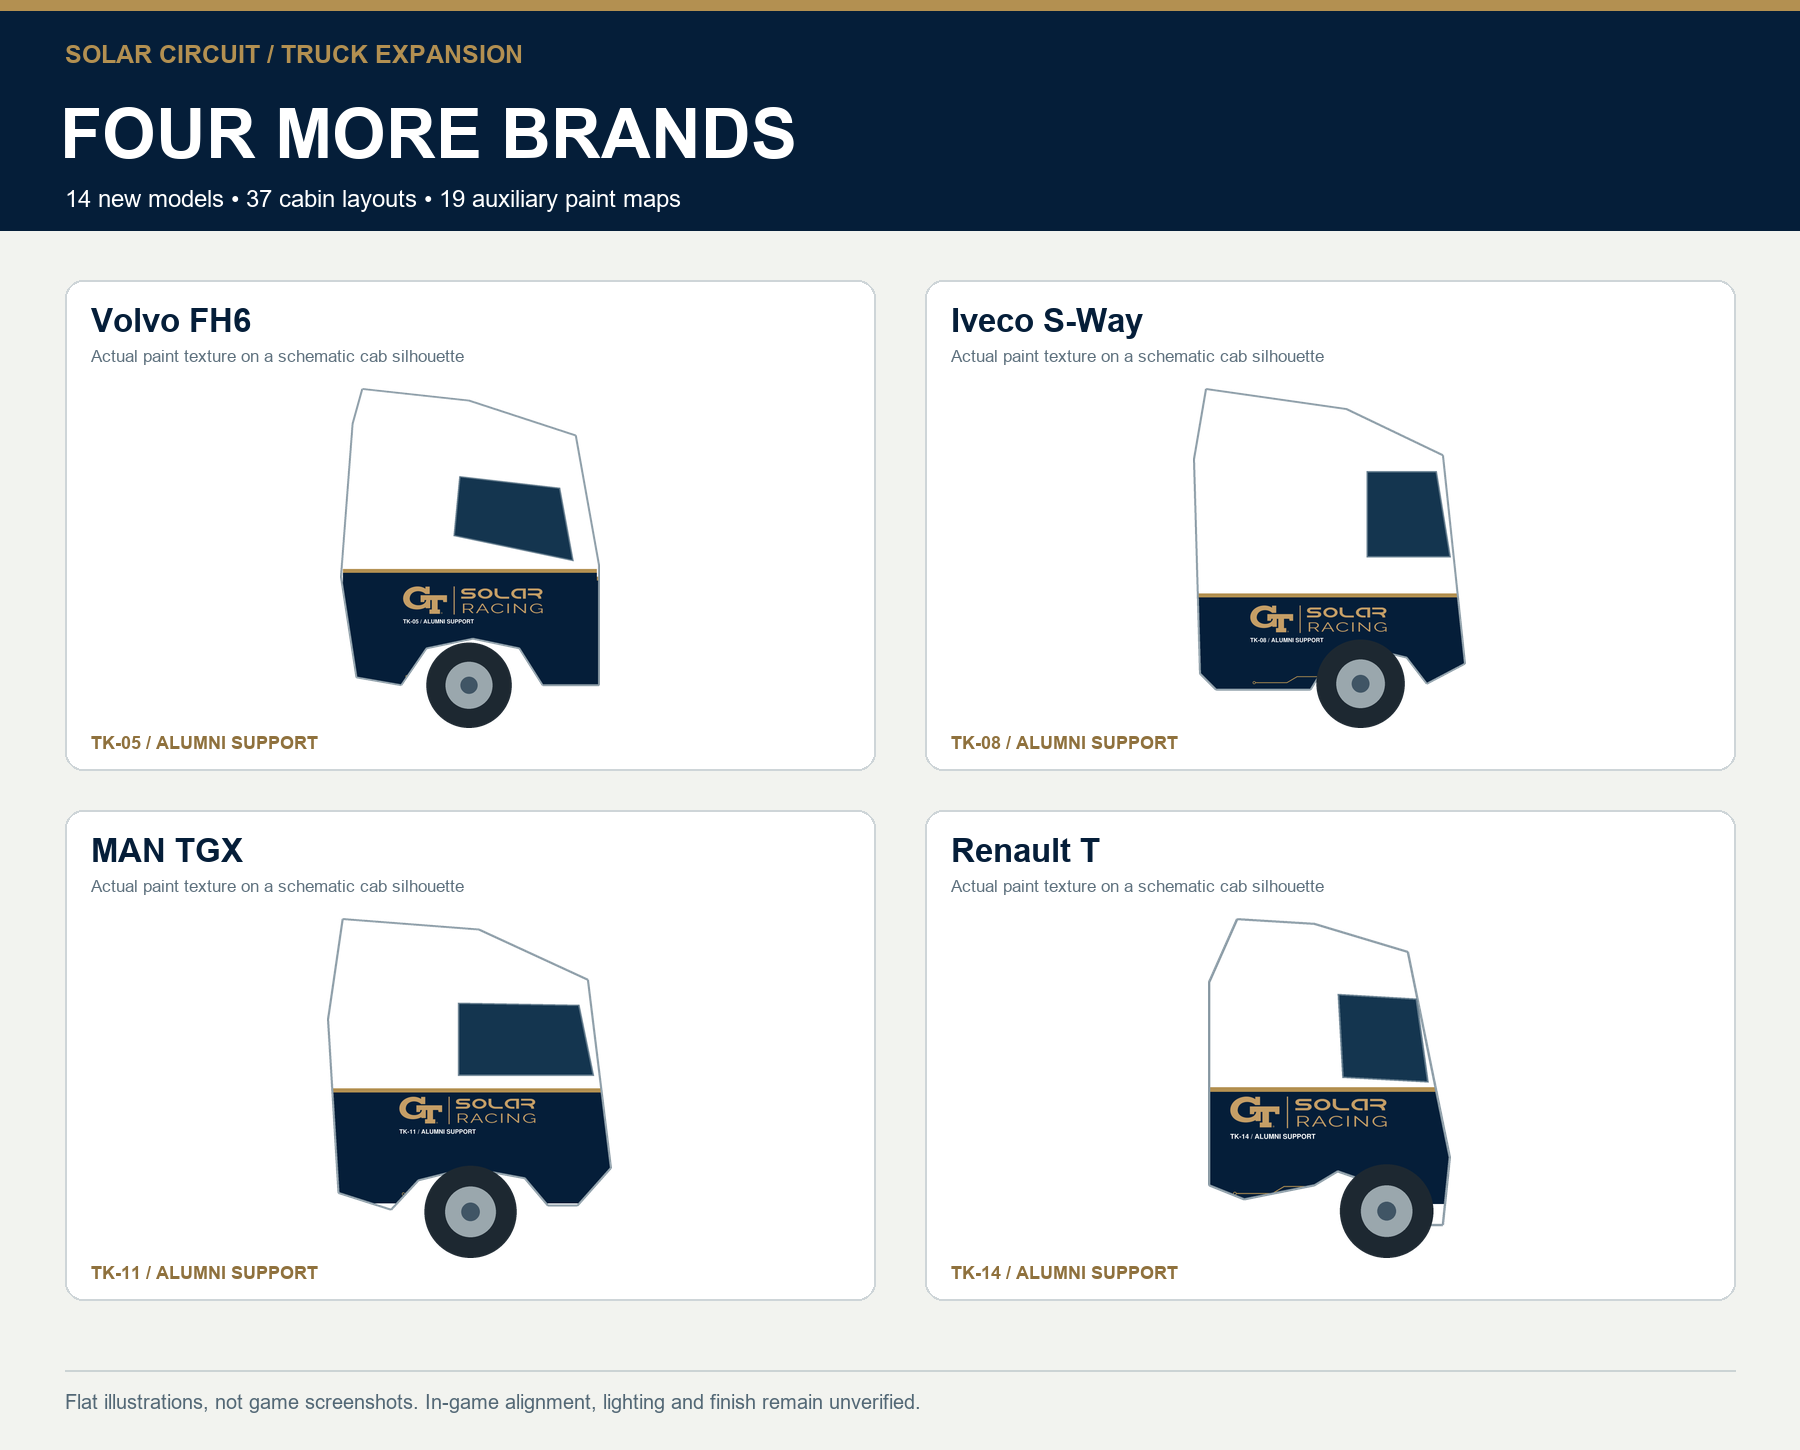 SOLAR CIRCUIT / TRUCK EXPANSION
FOUR MORE BRANDS
14 new models • 37 cabin layouts • 19 auxiliary paint maps
Volvo FH6
Actual paint texture on a schematic cab silhouette
GT SOLAR
RACING
TK-05 / ALUMNI SUPPORT
TK-05 / ALUMNI SUPPORT
Iveco S-Way
Actual paint texture on a schematic cab silhouette
GT SOLAR
RACING
TK-08 / ALUMNI SUPPORT
TK-08 / ALUMNI SUPPORT
MAN TGX
Actual paint texture on a schematic cab silhouette
GT SOLAR
RACING
TK-11 / ALUMNI SUPPORT
TK-11 / ALUMNI SUPPORT
Renault T
Actual paint texture on a schematic cab silhouette
GT SOLAR
RACING
TK-14 / ALUMNI SUPPORT
TK-14 / ALUMNI SUPPORT
Flat illustrations, not game screenshots. In-game alignment, lighting and finish remain unverified.